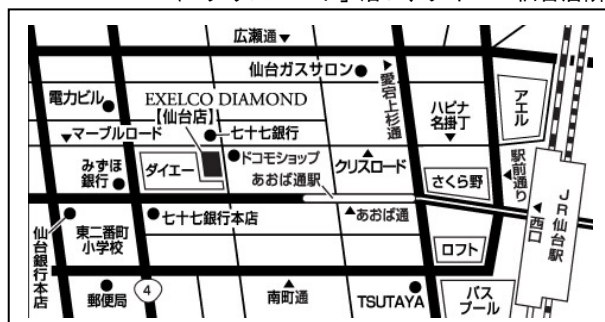 広瀬通▼
仙台ガスサロン
▲愛宕上杉通
電力ビル
EXELCO DIAMOND
【仙台店】
ハピナ
名掛丁
▼
アエル
▼マーブルロード
七十七銀行
みずほ
銀行
ダイエー
ドコモショップ
▲
クリスロード
あおば通駅
さくら野
▲駅前通り
JR仙台駅
▲西口
仙台銀行本店
東二番町
小学校
七十七銀行本店
▲あおば通
ロフト
郵便局
4
▲
南町通
TSUTAYA
バス
プール